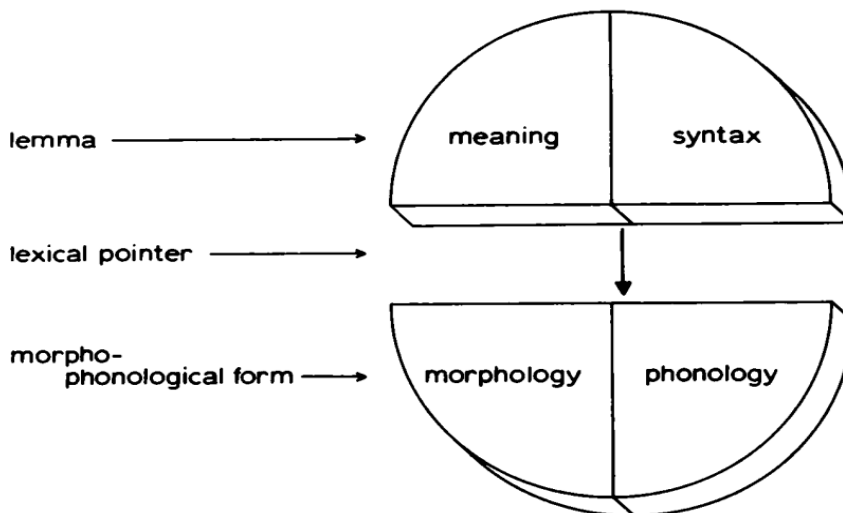 lemma
meaning
syntax
lexical pointer
morpho-
phonological form
morphology
phonology